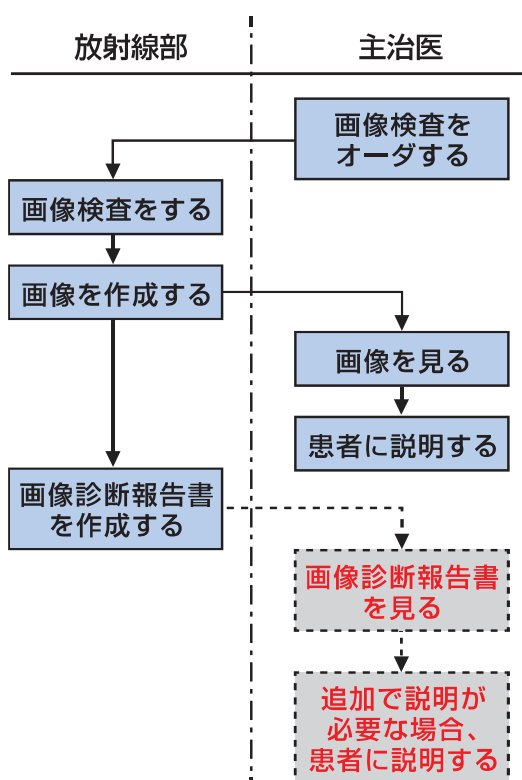 放射線部
主治医
画像検査を
オーダする
画像検査をする
画像を作成する
画像を見る
患者に説明する
画像診断報告書
を作成する
画像診断報告書
を見る
追加で説明が
必要な場合、
患者に説明する